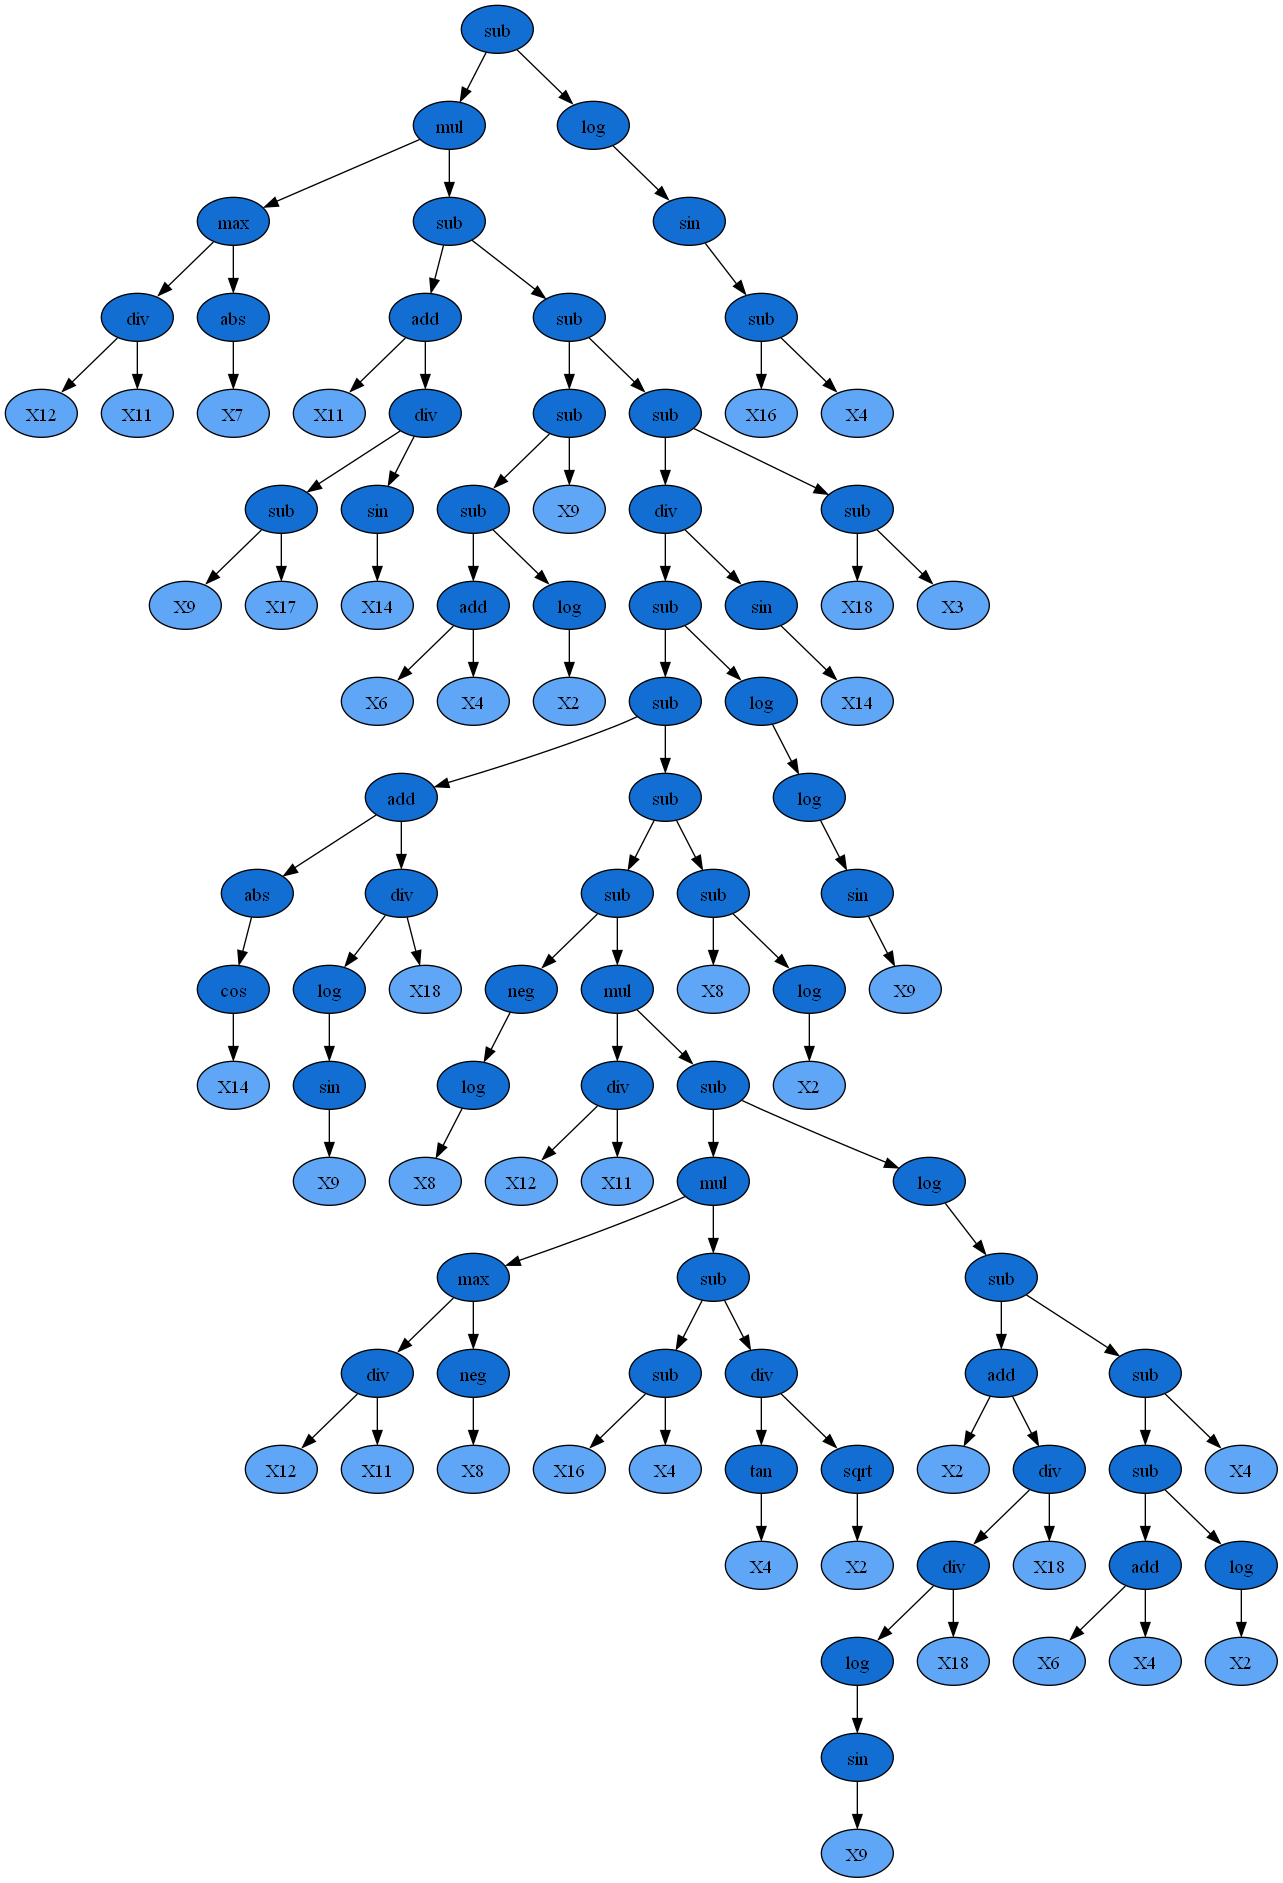 sub
mul log
max sub sin
div abs add sub sub
X12 X11 X7 X11 div sub sub X16 X4
sub sin sub X9 div sub
X9 X17 X14 add log sub sin X18 X3
X6 X4 X2 sub log X14
add sub log
abs div sub sub sin
cos log X18 neg mul X8 log X9
X14 sin log div sub X2
X9 X8 X12 X11 mul log
max sub sub
div neg sub div add sub
X12 X11 X8 X16 X4 tan sqrt X2 div sub X4
X4 X2 div X18 add log
log X18 X6 X4 X2
sin
X9